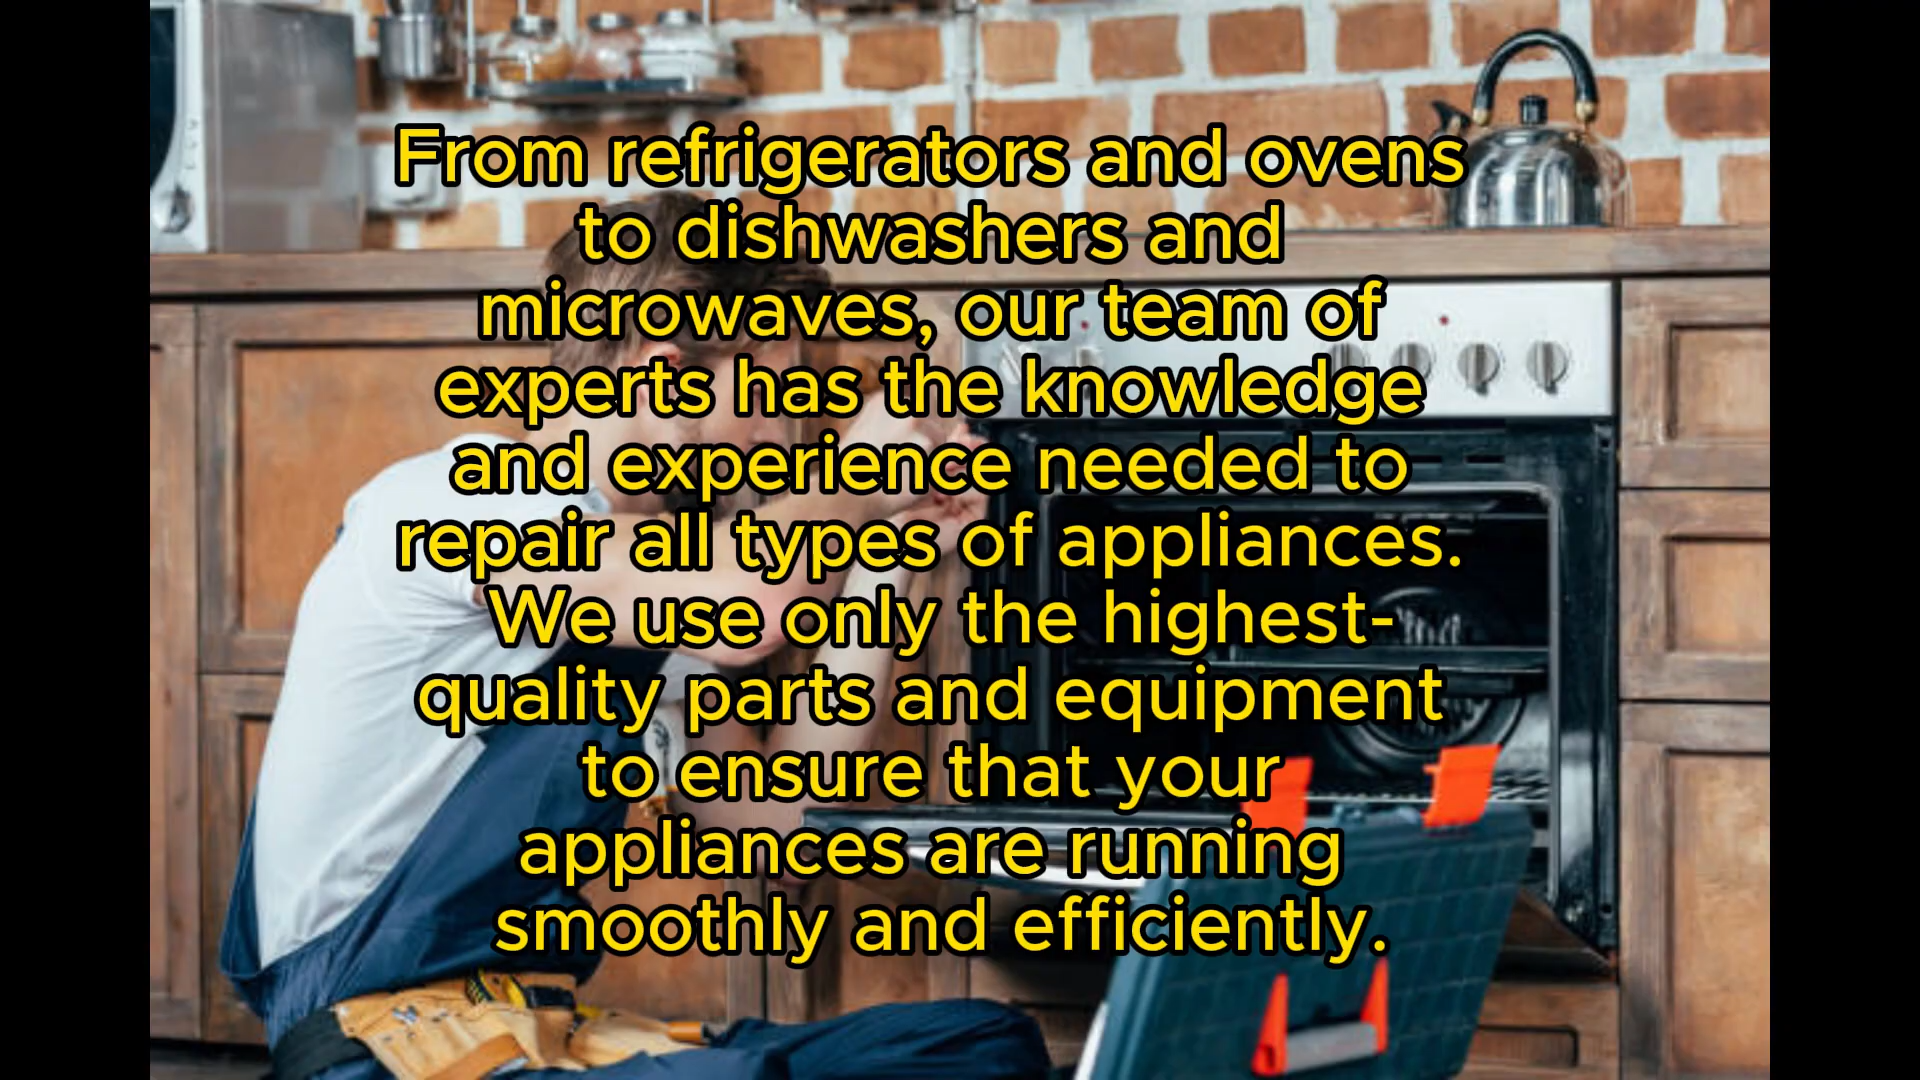 From refrigerators and ovens
to dishwashers and
microwaves, our team of
experts has the knowledge
and experience needed to
repair all types of appliances.
We use only the highest-
quality parts and equipment
to ensure that your
appliances are running
smoothly and efficiently.